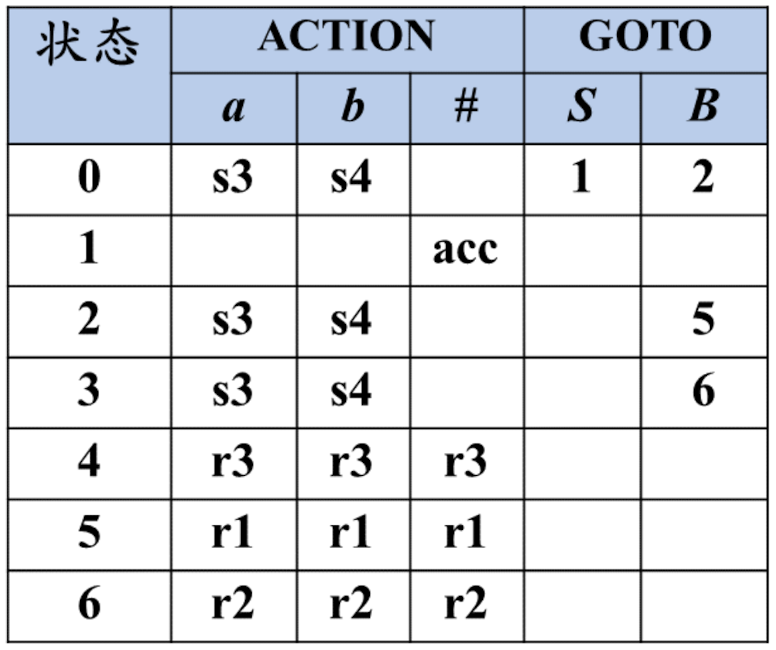 状态 ACTION GOTO
a b # S B
0 s3 s4 1 2
1 acc
2 s3 s4 5
3 s3 s4 6
4 r3 r3 r3
5 r1 r1 r1
6 r2 r2 r2